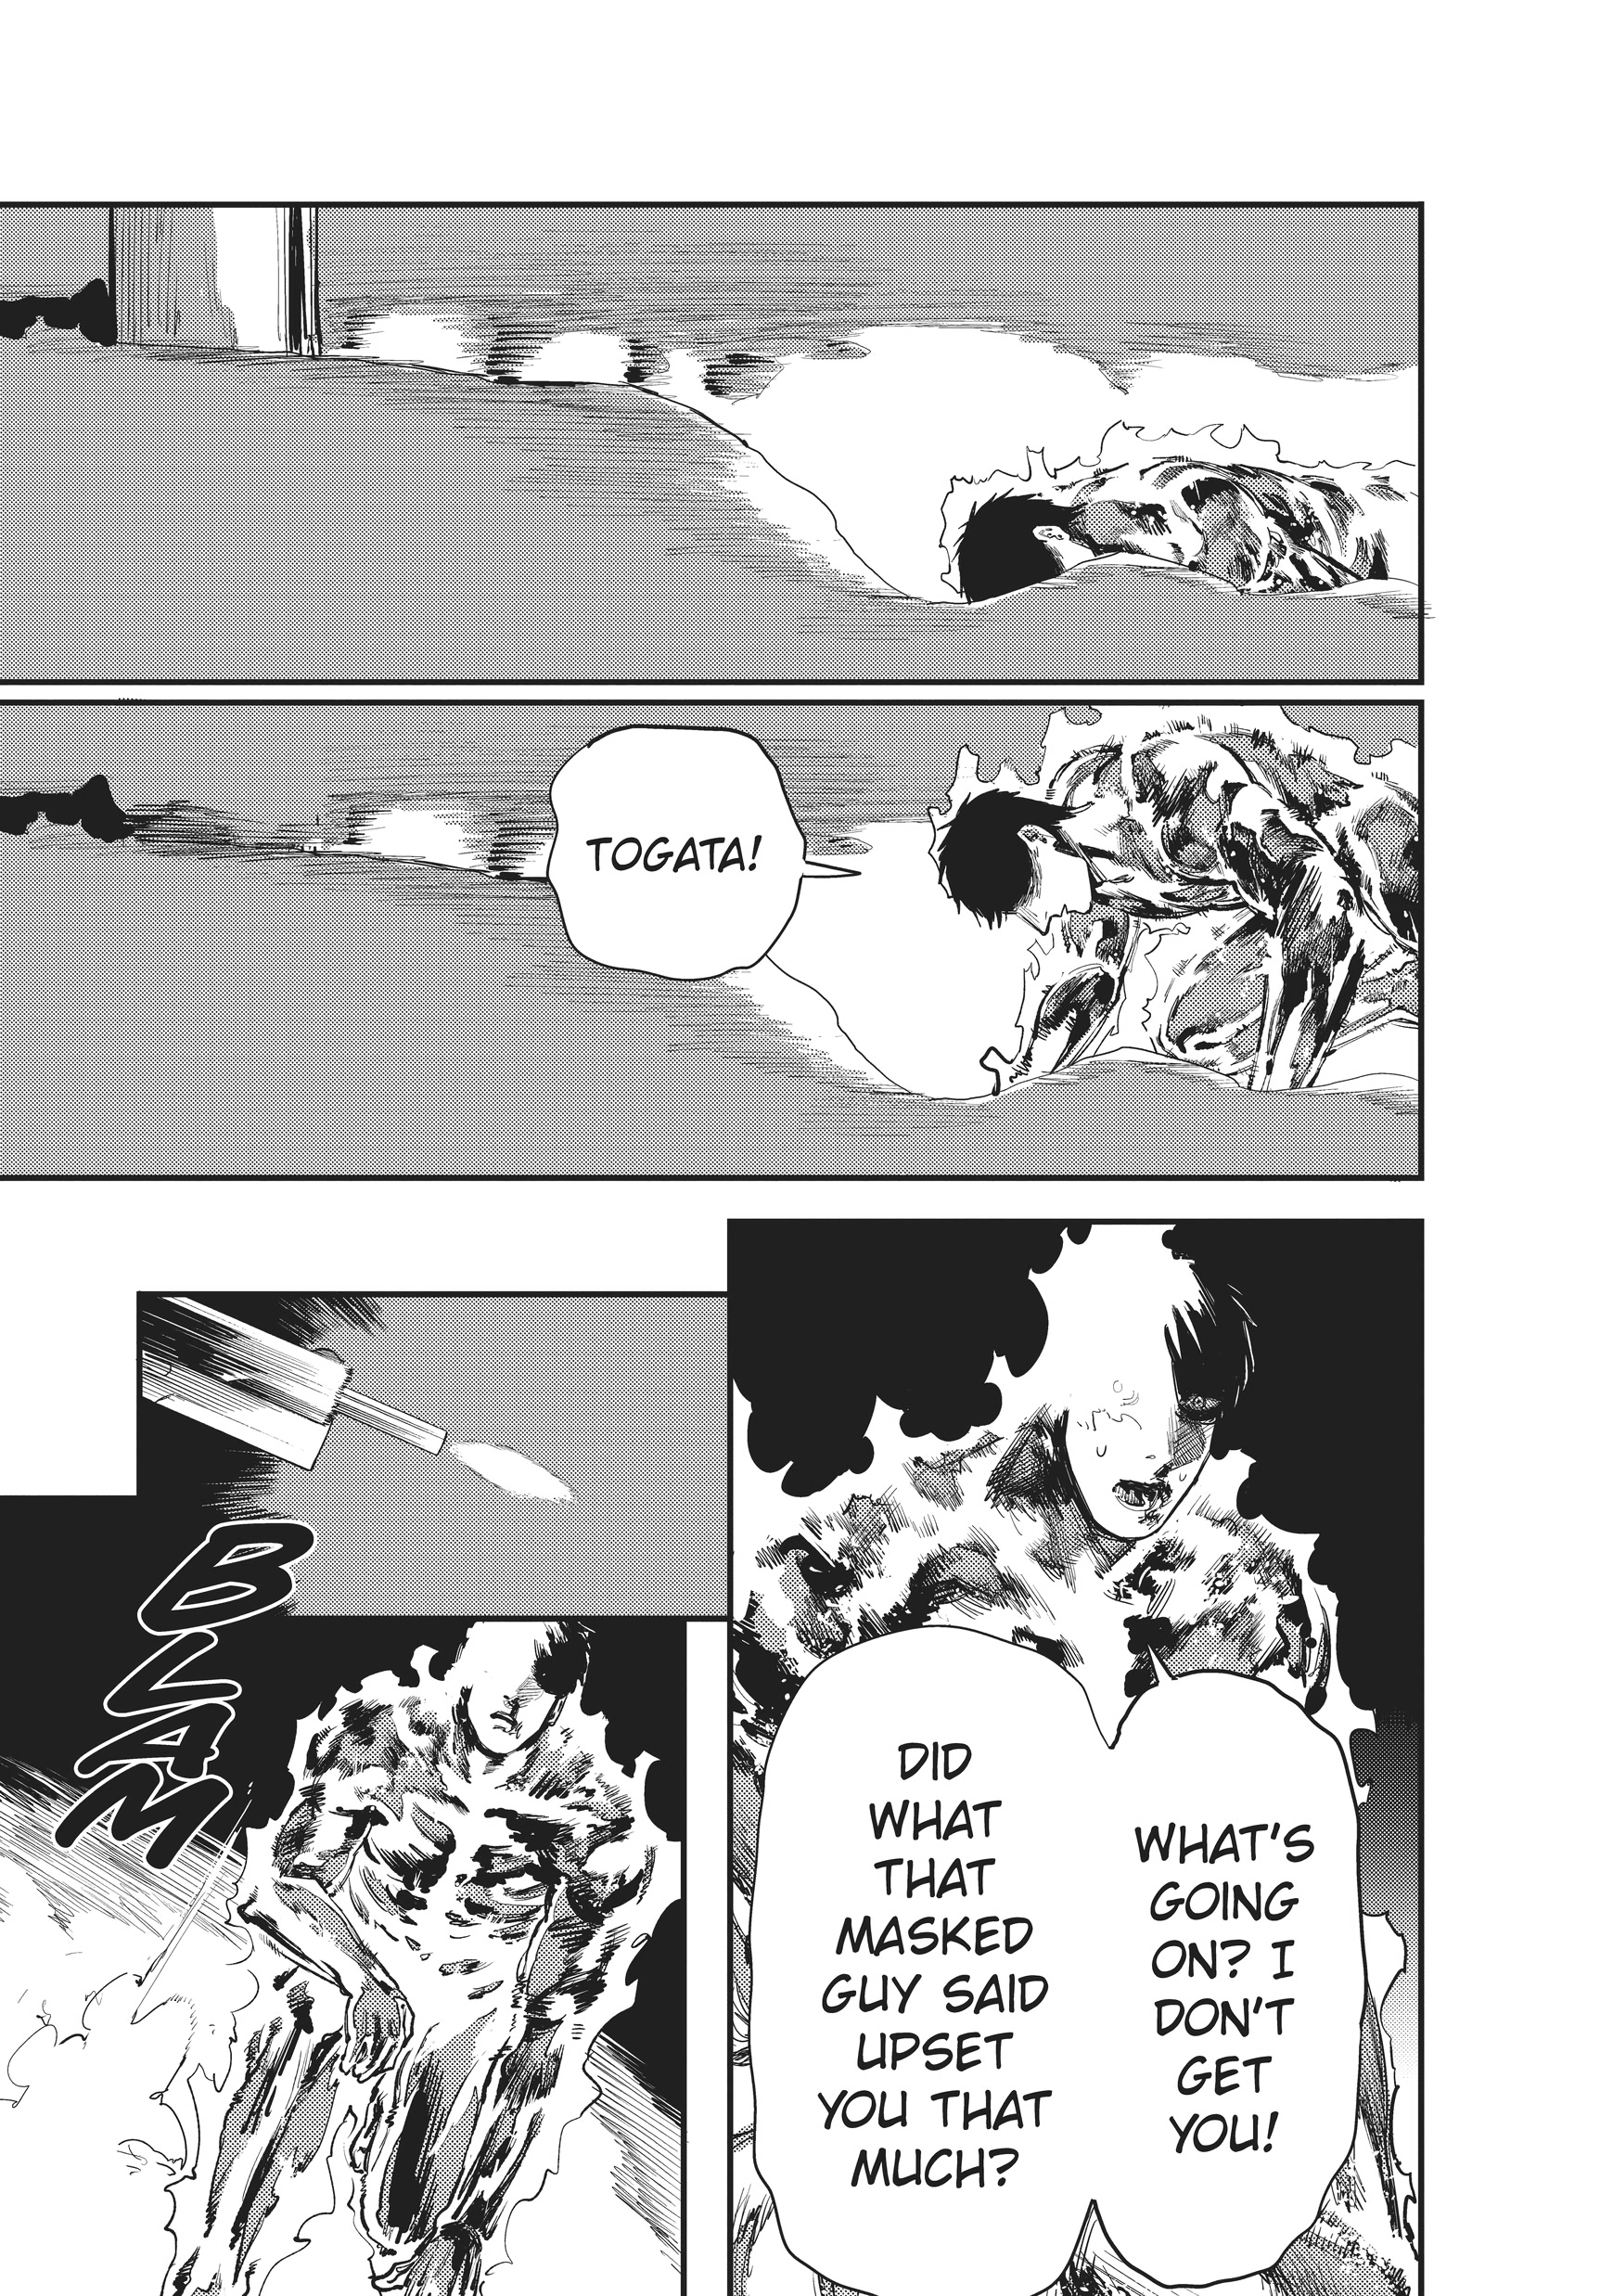 TOGATA!
WHAT'S
GOING
ON? I
DON'T
GET
YOU!
DID
WHAT
THAT
MASKED
GUY SAID
UPSET
YOU THAT
MUCH?
BLAM